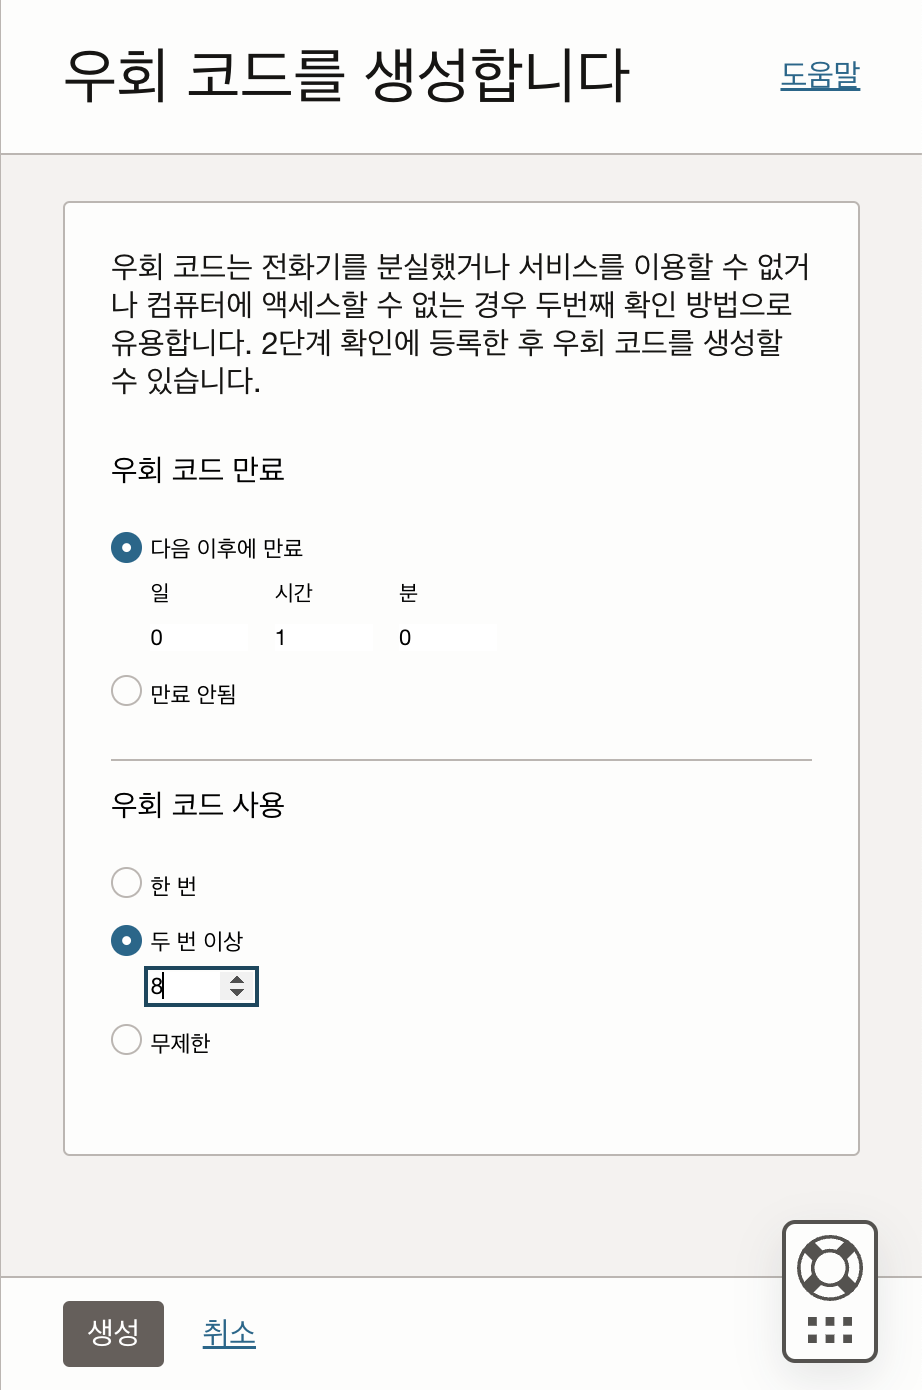 우회 코드를 생성합니다
도움말
우회 코드는 전화기를 분실했거나 서비스를 이용할 수 없거
나 컴퓨터에 액세스할 수 없는 경우 두번째 확인 방법으로
유용합니다. 2단계 확인에 등록한 후 우회 코드를 생성할
수 있습니다.
우회 코드 만료
다음 이후에 만료
일 시간 분
0 1 0
만료 안됨
우회 코드 사용
한 번
두 번 이상
8
무제한
생성 취소